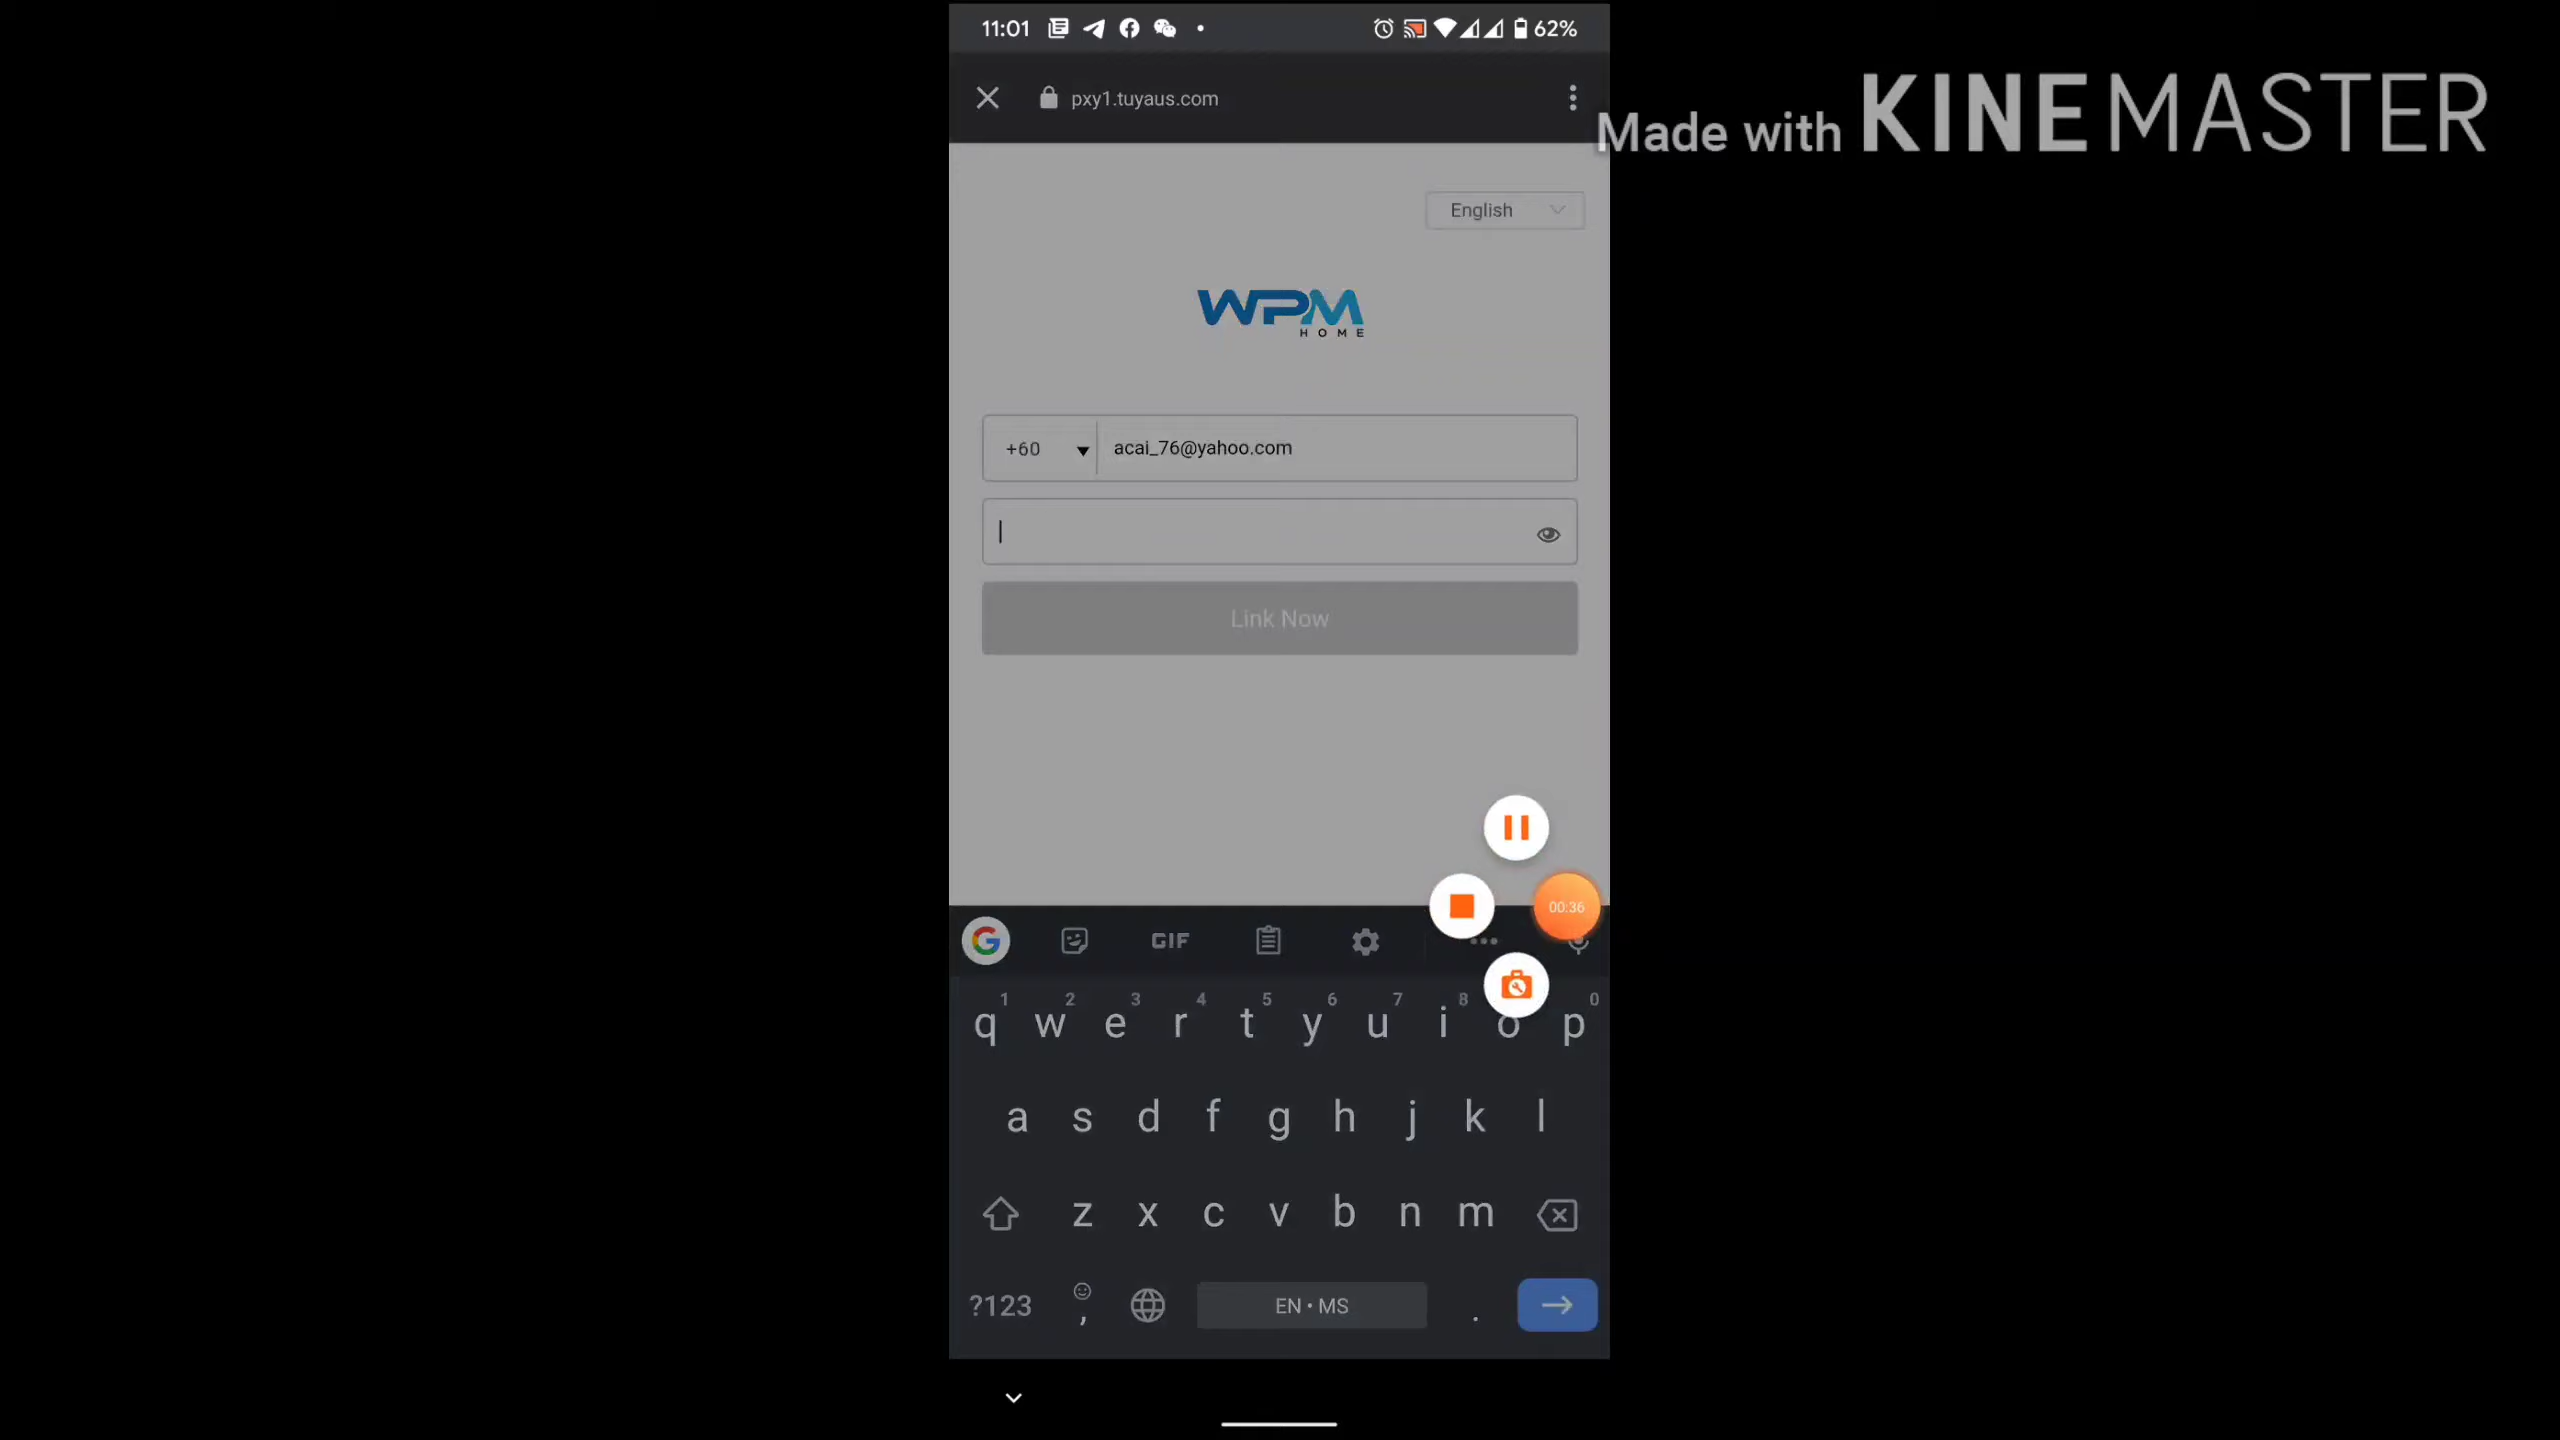 11:01 62%
pxy1.tuyaus.com
Made with KINEMASTER
English
WPM
HOME
+60 acai_76@yahoo.com
Link Now
00:36
G GIF
1 2 3 4 5 6 7 8 0
q w e r t y u i o p
a s d f g h j k l
z x c v b n m
?123 , EN • MS .